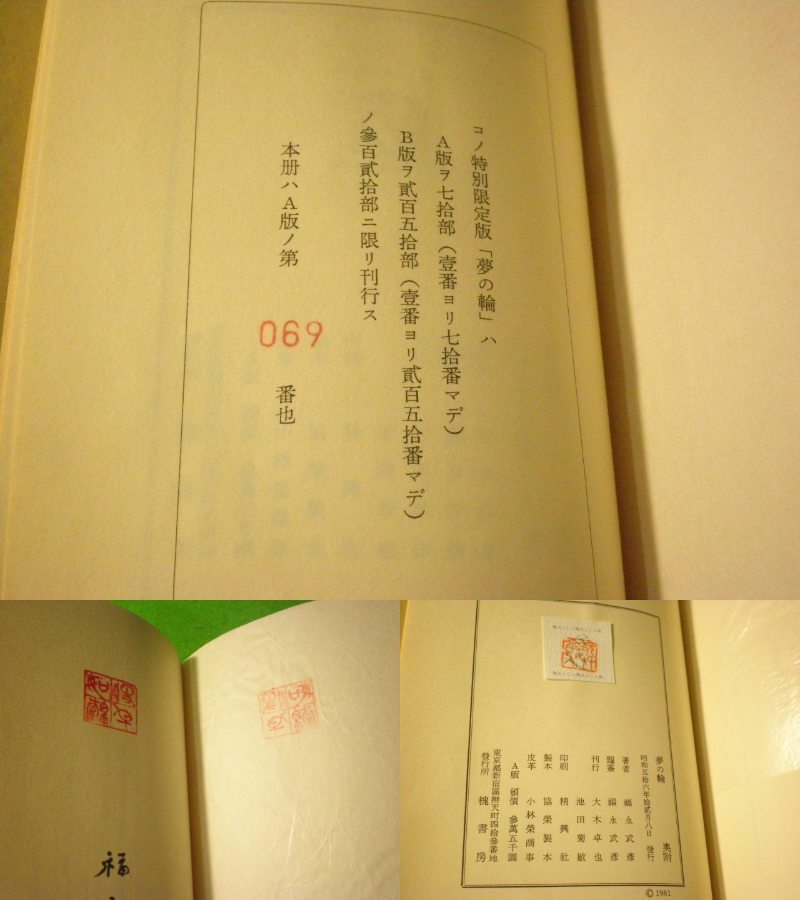 コノ特別限定版「夢の輪」ハ
A版ヲ七拾部(壹番ヨリ七拾番マデ)
B版ヲ貳百五拾部(壹番ヨリ貳百五拾番マデ)
ノ參百貳拾部ニ限リ刊行ス
本册ハA版ノ第 069 番也
福
夢の輪
昭和五拾六年拾貳月八日 發行
著者 福永武彥
題簽 福永武彥
刊行 大木卓也
池田菊敏
印刷 精興社
製本 協榮製本
皮革 小林榮商事
A版 頒價 參萬五千圓
東京都新宿區辨天町四拾參番地
發行所 槐書房
© 1981